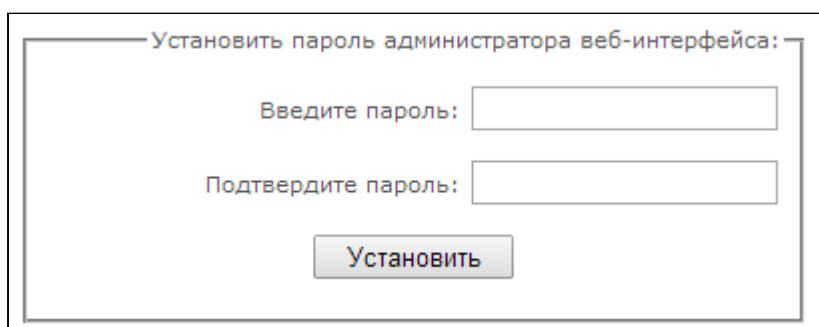 Установить пароль администратора веб-интерфейса:
Введите пароль:
Подтвердите пароль:
Установить